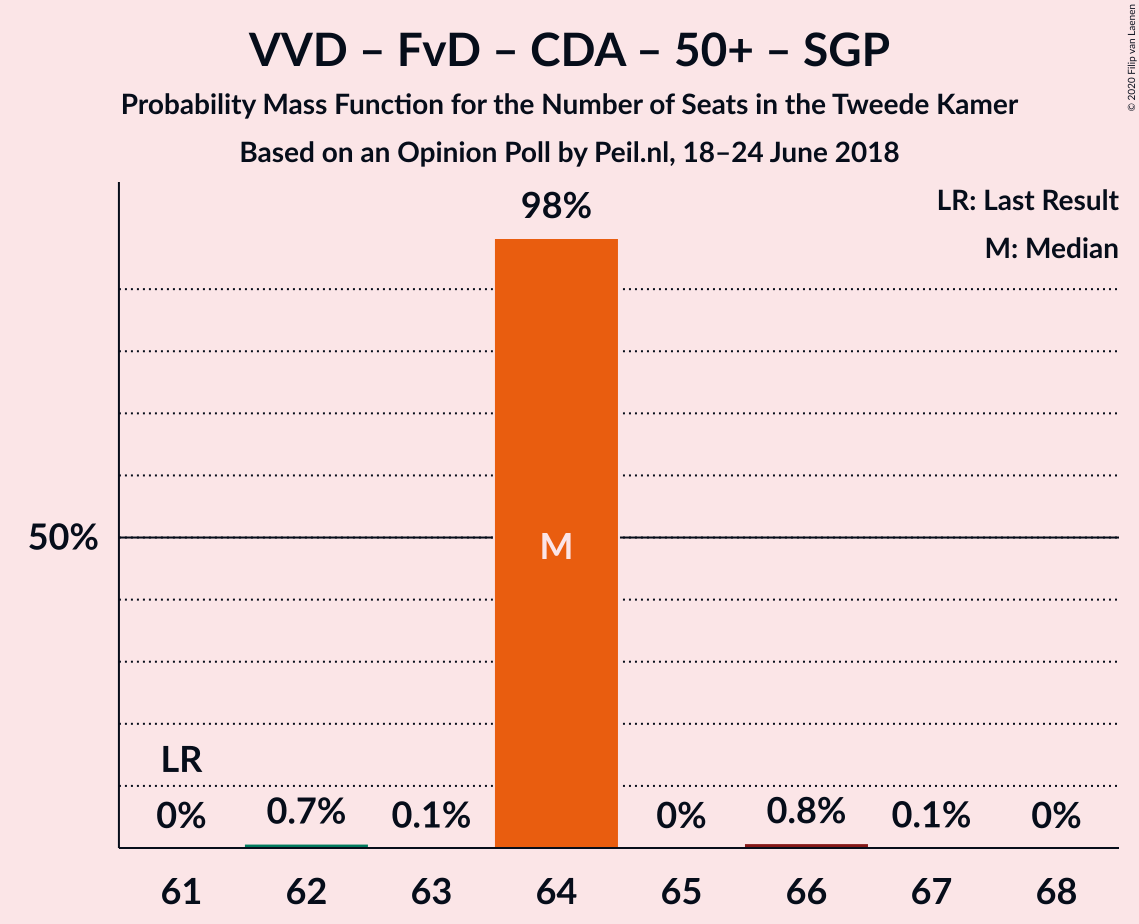 VVD – FvD – CDA – 50+ – SGP
Probability Mass Function for the Number of Seats in the Tweede Kamer
Based on an Opinion Poll by Peil.nl, 18–24 June 2018
© 2020 Filip van Laenen
LR: Last Result
M: Median
98%
50%
M
LR
0%
0.7%
0.1%
0%
0.8%
0.1%
0%
61
62
63
64
65
66
67
68